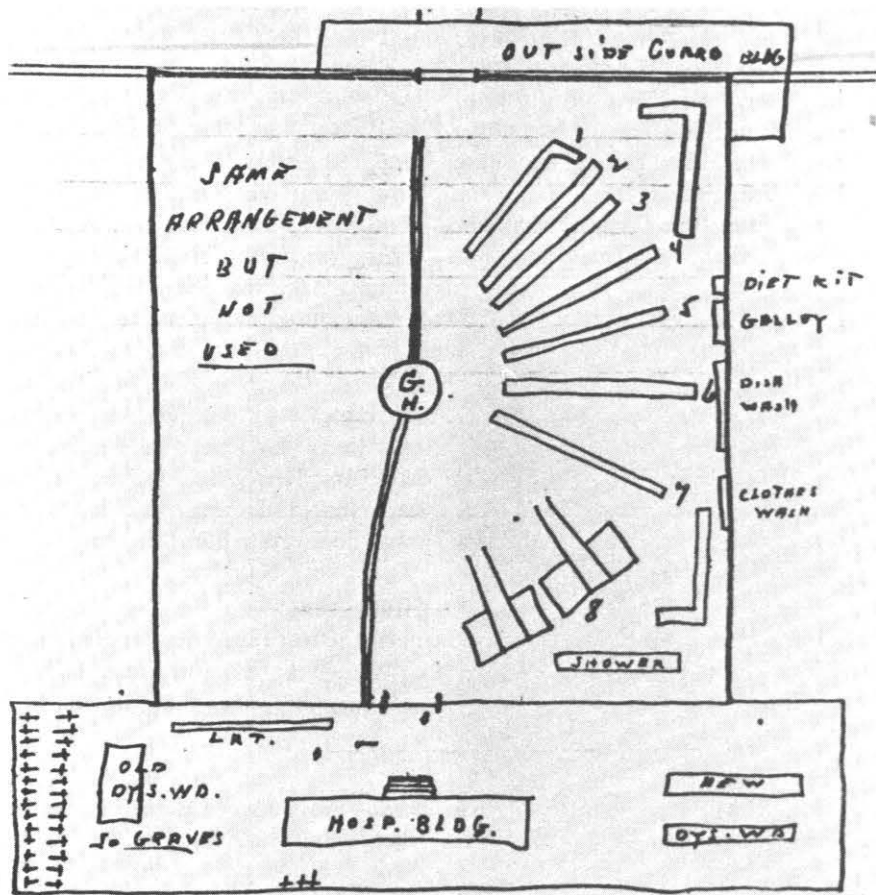 OUT SIDE GUARD BLDG
SAME
ARRANGEMENT
BUT
NOT
USED
1
2
3
4
5
6
7
8
DIET KIT
GALLEY
DISH
WASH
CLOTHES
WASH
G.
H.
SHOWER
LAT.
OLD
DYS. WD.
50 GRAVES
HOSP. BLDG.
NEW
DYS. WD